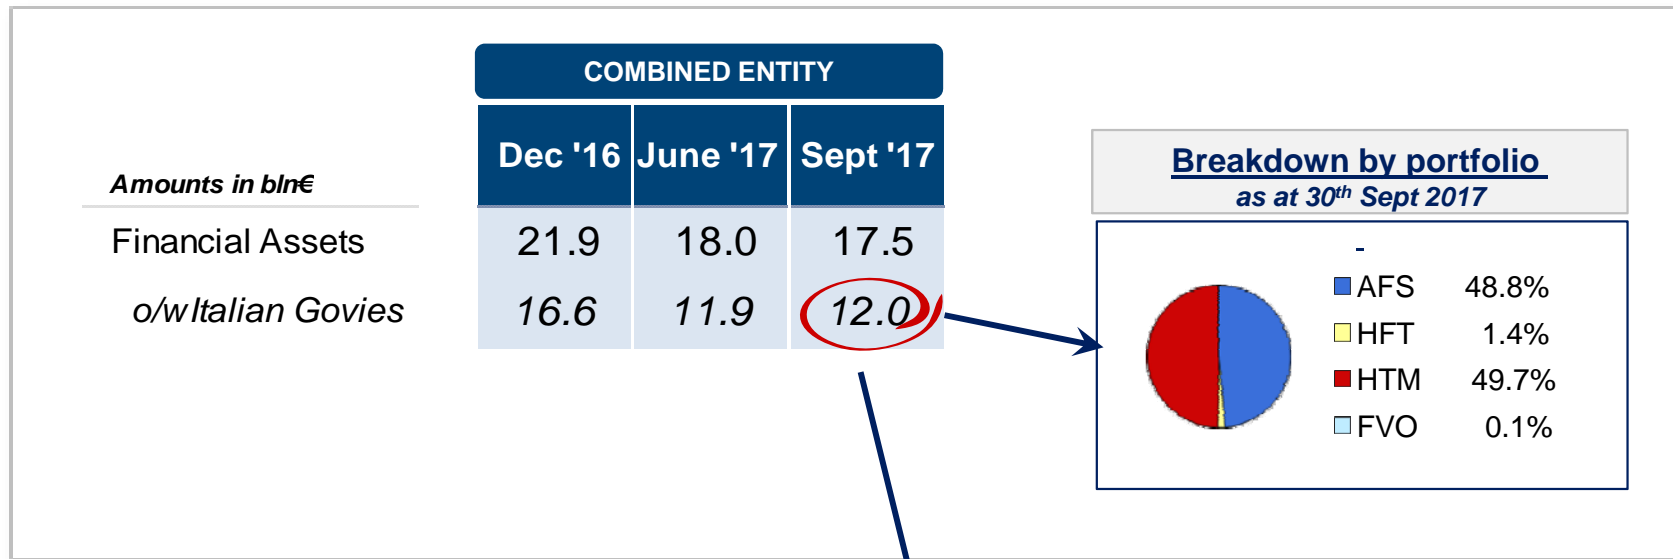 COMBINED ENTITY
Amounts in bln€ Dec '16 June '17 Sept '17
Financial Assets 21.9 18.0 17.5
o/w Italian Govies 16.6 11.9 12.0
Breakdown by portfolio
as at 30th Sept 2017
-
AFS 48.8%
HFT 1.4%
HTM 49.7%
FVO 0.1%